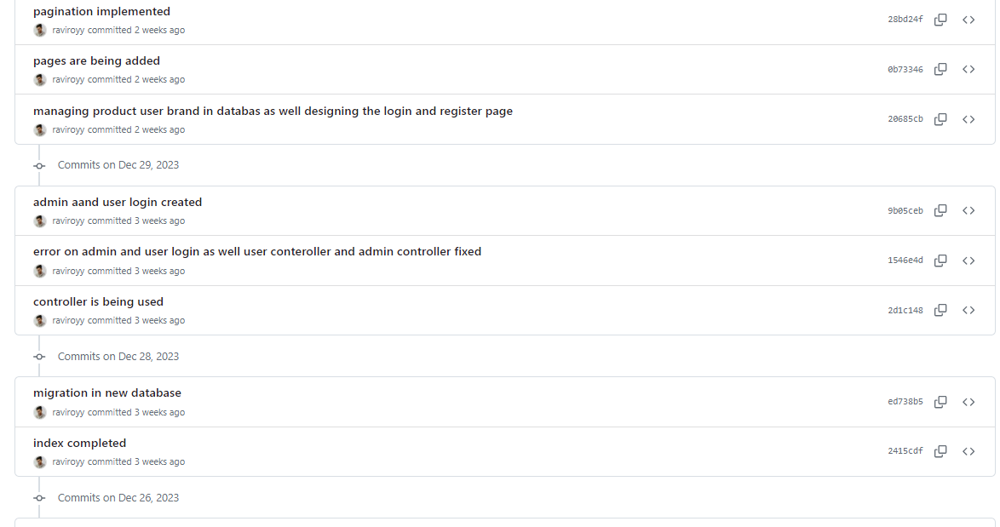 pagination implemented
28bd24f
raviroyy committed 2 weeks ago
pages are being added
0b73346
raviroyy committed 2 weeks ago
managing product user brand in databas as well designing the login and register page
20685cb
raviroyy committed 2 weeks ago
Commits on Dec 29, 2023
admin aand user login created
9b05ceb
raviroyy committed 3 weeks ago
error on admin and user login as well user conteroller and admin controller fixed
1546e4d
raviroyy committed 3 weeks ago
controller is being used
2d1c148
raviroyy committed 3 weeks ago
Commits on Dec 28, 2023
migration in new database
ed738b5
raviroyy committed 3 weeks ago
index completed
2415cdf
raviroyy committed 3 weeks ago
Commits on Dec 26, 2023